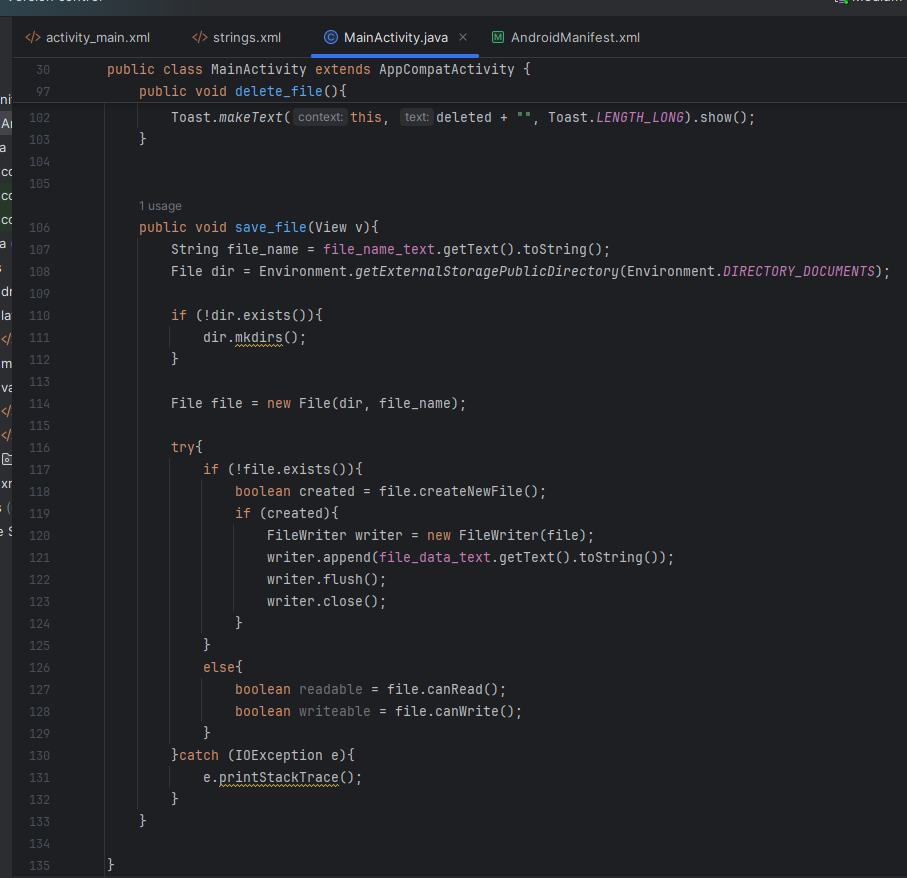 activity_main.xml
strings.xml
MainActivity.java
AndroidManifest.xml
30 public class MainActivity extends AppCompatActivity {
97 public void delete_file(){
102 Toast.makeText( context: this, text: deleted + "", Toast.LENGTH_LONG).show();
103 }
104
105
1 usage
106 public void save_file(View v){
107 String file_name = file_name_text.getText().toString();
108 File dir = Environment.getExternalStoragePublicDirectory(Environment.DIRECTORY_DOCUMENTS);
109
110 if (!dir.exists()){
111 dir.mkdirs();
112 }
113
114 File file = new File(dir, file_name);
115
116 try{
117 if (!file.exists()){
118 boolean created = file.createNewFile();
119 if (created){
120 FileWriter writer = new FileWriter(file);
121 writer.append(file_data_text.getText().toString());
122 writer.flush();
123 writer.close();
124 }
125 }
126 else{
127 boolean readable = file.canRead();
128 boolean writeable = file.canWrite();
129 }
130 }catch (IOException e){
131 e.printStackTrace();
132 }
133 }
134
135 }